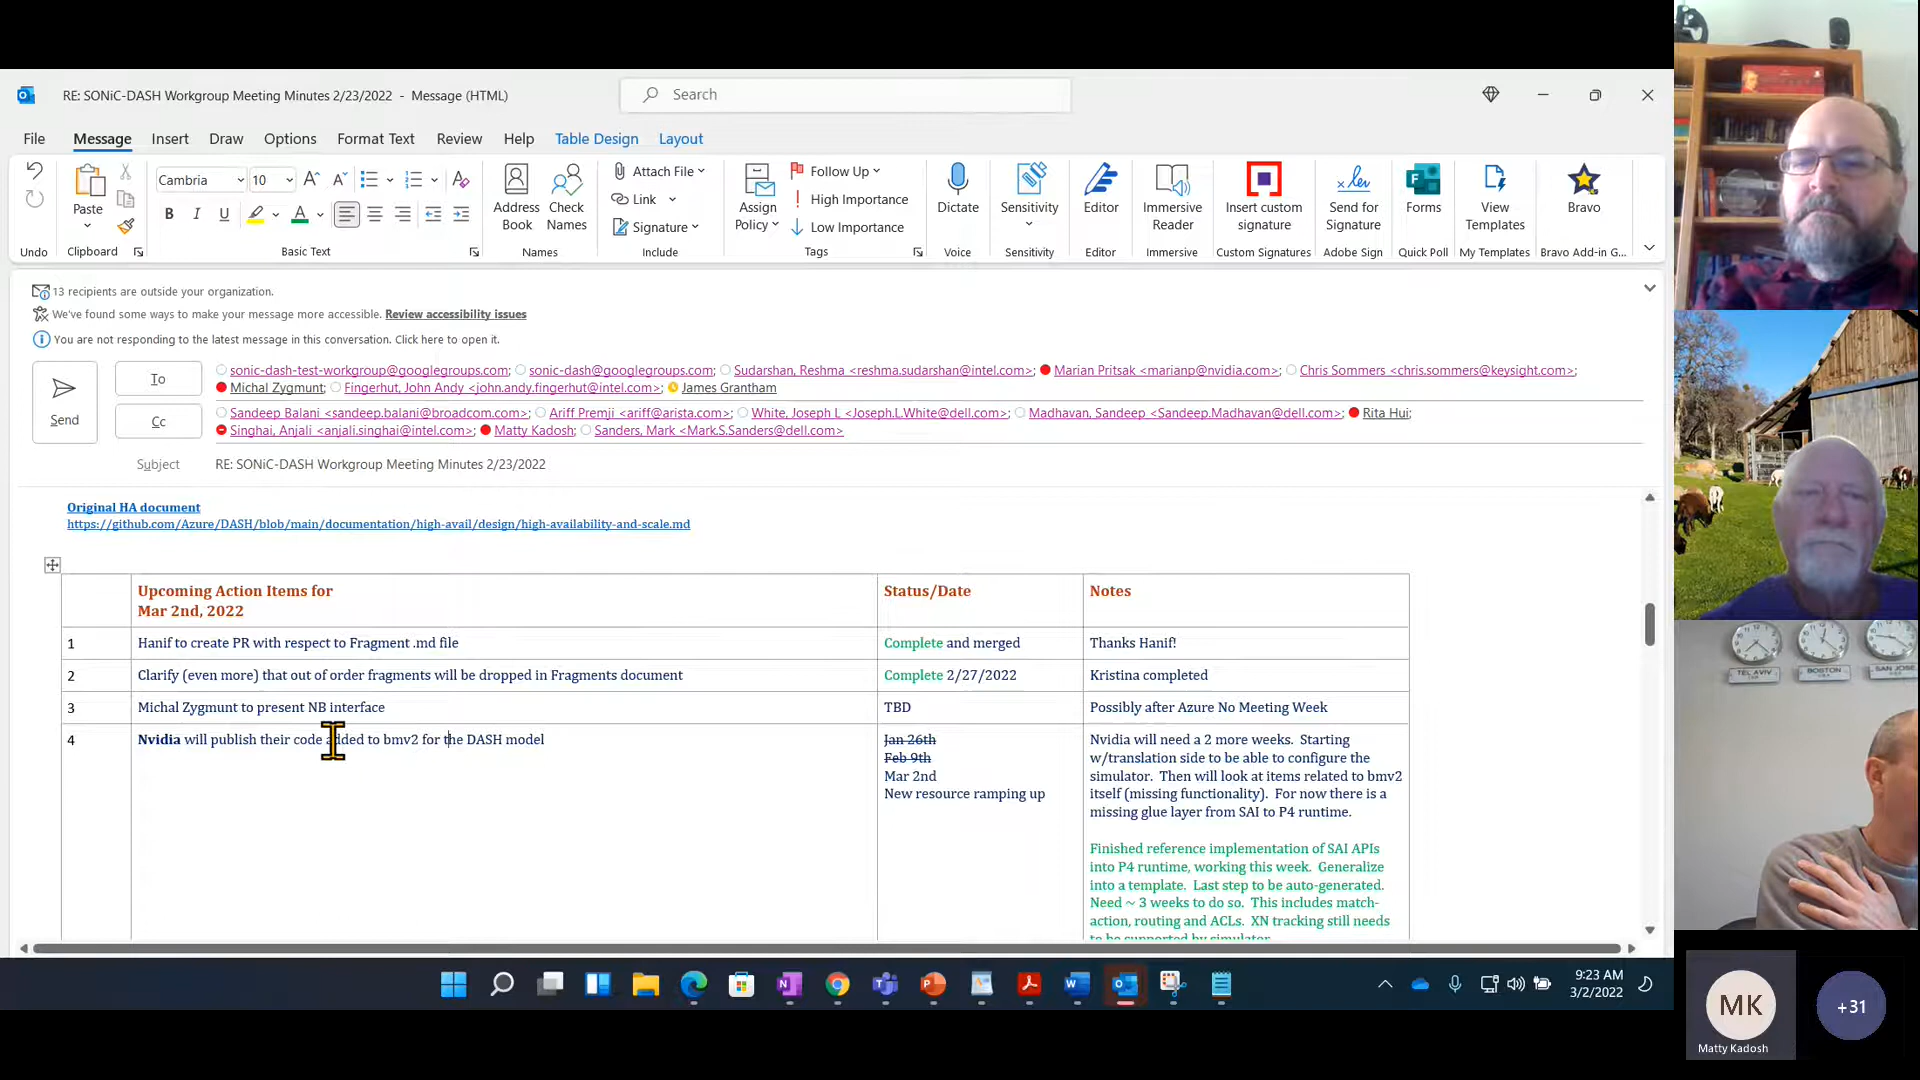 RE: SONiC-DASH Workgroup Meeting Minutes 2/23/2022 - Message (HTML)
Search
File Message Insert Draw Options Format Text Review Help Table Design Layout
Cambria 10
Paste
Address Book
Check Names
Attach File
Link
Signature
Assign Policy
Follow Up
High Importance
Low Importance
Dictate
Sensitivity
Editor
Immersive Reader
Insert custom signature
Send for Signature
Forms
View Templates
Bravo
B I U
Undo Clipboard Basic Text Names Include Tags Voice Sensitivity Editor Immersive Custom Signatures Adobe Sign Quick Poll My Templates Bravo Add-in G...
13 recipients are outside your organization.
We've found some ways to make your message more accessible. Review accessibility issues
You are not responding to the latest message in this conversation. Click here to open it.
Send
To
sonic-dash-test-workgroup@googlegroups.com; sonic-dash@googlegroups.com; Sudarshan, Reshma <reshma.sudarshan@intel.com>; Marian Pritsak <marianp@nvidia.com>; Chris Sommers <chris.sommers@keysight.com>;
Michal Zygmunt; Fingerhut, John Andy <john.andy.fingerhut@intel.com>; James Grantham
Cc
Sandeep Balani <sandeep.balani@broadcom.com>; Ariff Premji <ariff@arista.com>; White, Joseph L <Joseph.L.White@dell.com>; Madhavan, Sandeep <Sandeep.Madhavan@dell.com>; Rita Hui;
Singhai, Anjali <anjali.singhai@intel.com>; Matty Kadosh; Sanders, Mark <Mark.S.Sanders@dell.com>
Subject RE: SONiC-DASH Workgroup Meeting Minutes 2/23/2022
Original HA document
https://github.com/Azure/DASH/blob/main/documentation/high-avail/design/high-availability-and-scale.md
Upcoming Action Items for
Mar 2nd, 2022
Status/Date
Notes
1 Hanif to create PR with respect to Fragment .md file Complete and merged Thanks Hanif!
2 Clarify (even more) that out of order fragments will be dropped in Fragments document Complete 2/27/2022 Kristina completed
3 Michal Zygmunt to present NB interface TBD Possibly after Azure No Meeting Week
4 Nvidia will publish their code added to bmv2 for the DASH model
Jan 26th
Feb 9th
Mar 2nd
New resource ramping up
Nvidia will need a 2 more weeks. Starting
w/translation side to be able to configure the
simulator. Then will look at items related to bmv2
itself (missing functionality). For now there is a
missing glue layer from SAI to P4 runtime.
Finished reference implementation of SAI APIs
into P4 runtime, working this week. Generalize
into a template. Last step to be auto-generated.
Need ~ 3 weeks to do so. This includes match-
action, routing and ACLs. XN tracking still needs
to be supported by simulator.
9:23 AM
3/2/2022
TEL AVIV
BOSTON
SAN JOSE
MK
Matty Kadosh
+31